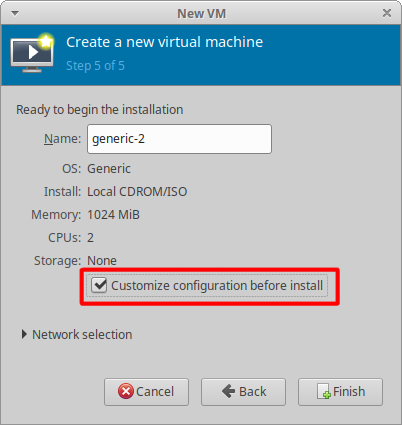 New VM
Create a new virtual machine
Step 5 of 5
Ready to begin the installation
Name: generic-2
OS: Generic
Install: Local CDROM/ISO
Memory: 1024 MiB
CPUs: 2
Storage: None
Customize configuration before install
Network selection
Cancel Back Finish